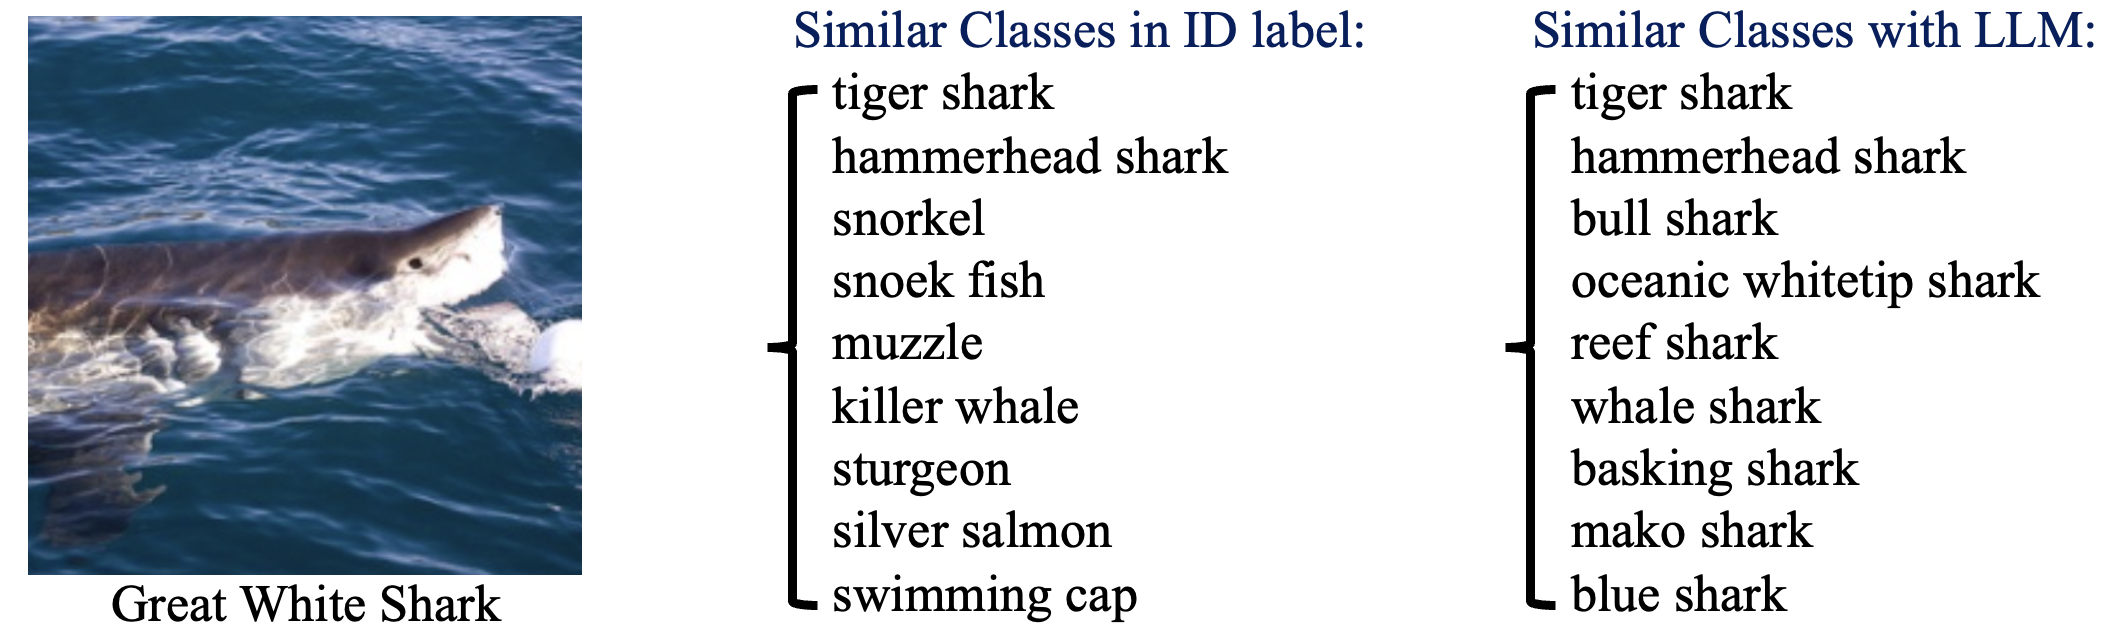 Similar Classes in ID label:
tiger shark
hammerhead shark
snorkel
snoek fish
muzzle
killer whale
sturgeon
silver salmon
swimming cap
Similar Classes with LLM:
tiger shark
hammerhead shark
bull shark
oceanic whitetip shark
reef shark
whale shark
basking shark
mako shark
blue shark
Great White Shark